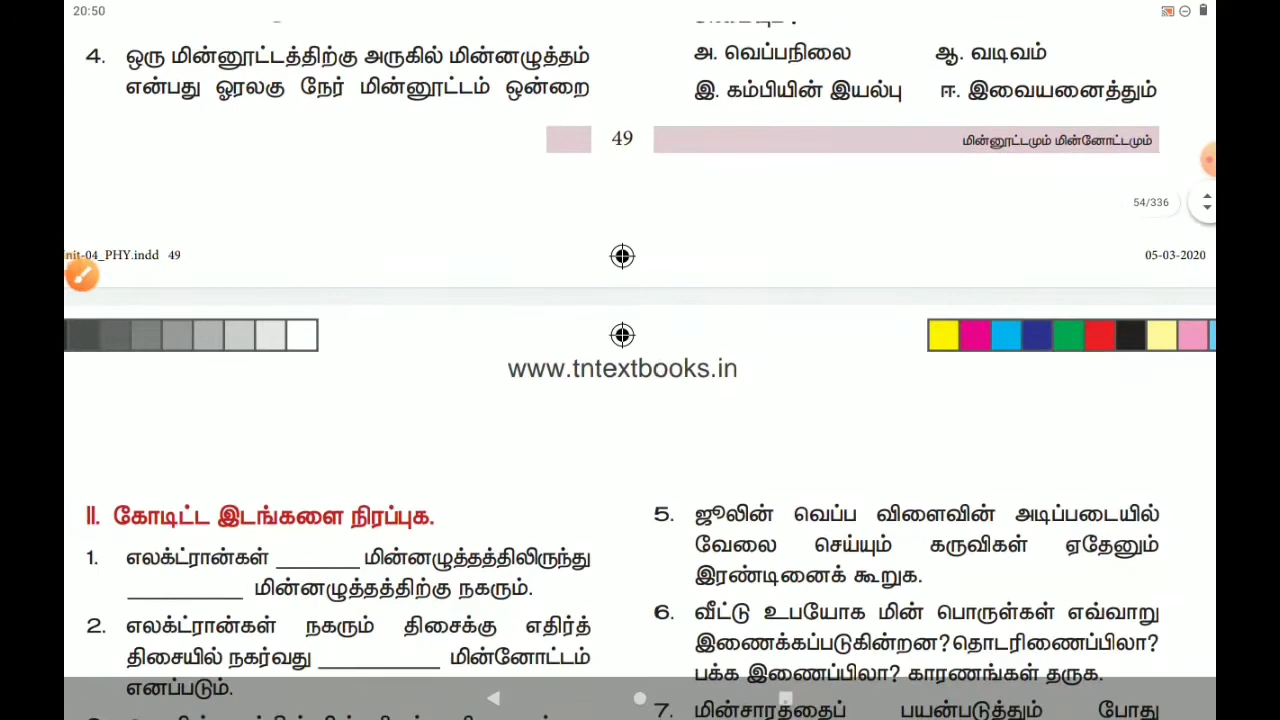 20:50
4. ஒரு மின்னூட்டத்திற்கு அருகில் மின்னழுத்தம்
என்பது ஓரலகு நேர் மின்னூட்டம் ஒன்றை
அ. வெப்பநிலை ஆ. வடிவம்
இ. கம்பியின் இயல்பு ஈ. இவையனைத்தும்
49 மின்னூட்டமும் மின்னோட்டமும்
54/336
nit-04_PHY.indd 49
05-03-2020
www.tntextbooks.in
II. கோடிட்ட இடங்களை நிரப்புக.
1. எலக்ட்ரான்கள் ________ மின்னழுத்தத்திலிருந்து
___________ மின்னழுத்தத்திற்கு நகரும்.
2. எலக்ட்ரான்கள் நகரும் திசைக்கு எதிர்த்
திசையில் நகர்வது ____________ மின்னோட்டம்
எனப்படும்.
5. ஜூலின் வெப்ப விளைவின் அடிப்படையில்
வேலை செய்யும் கருவிகள் ஏதேனும்
இரண்டினைக் கூறுக.
6. வீட்டு உபயோக மின் பொருள்கள் எவ்வாறு
இணைக்கப்படுகின்றன? தொடரிணைப்பிலா?
பக்க இணைப்பிலா? காரணங்கள் தருக.
7. மின்சாரத்தைப் பயன்படுத்தும் போது